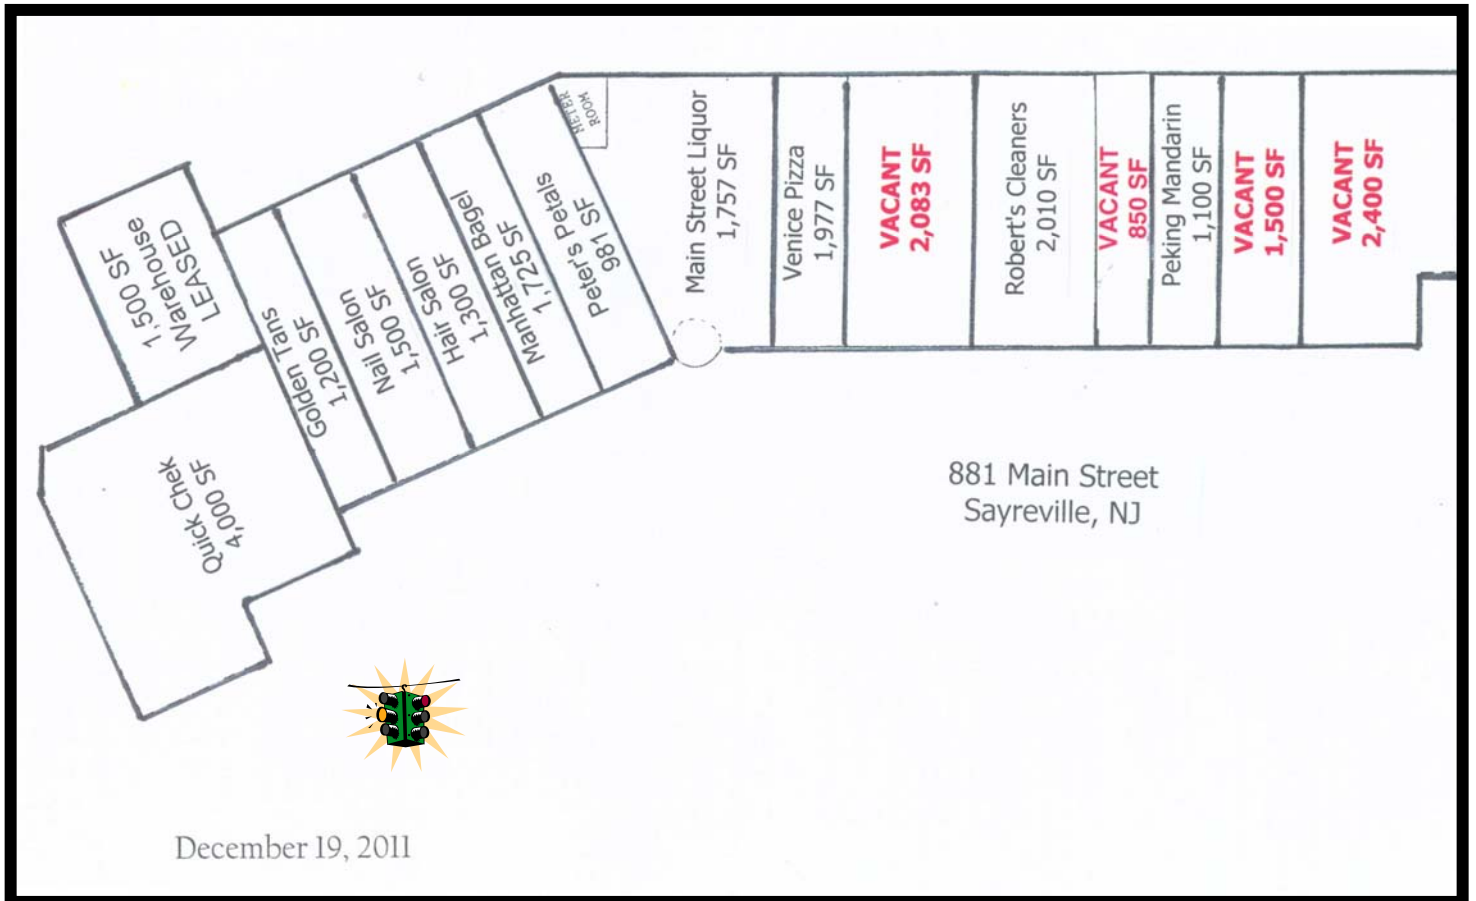 1,500 SF
Warehouse
LEASED
Quick Chek
4,000 SF
Golden Tans
1,200 SF
Nail Salon
1,500 SF
Hair Salon
1,300 SF
Manhattan Bagel
1,725 SF
Peter's Petals
981 SF
METER
ROOM
Main Street Liquor
1,757 SF
Venice Pizza
1,977 SF
VACANT
2,083 SF
Robert's Cleaners
2,010 SF
VACANT
850 SF
Peking Mandarin
1,100 SF
VACANT
1,500 SF
VACANT
2,400 SF
881 Main Street
Sayreville, NJ
December 19, 2011